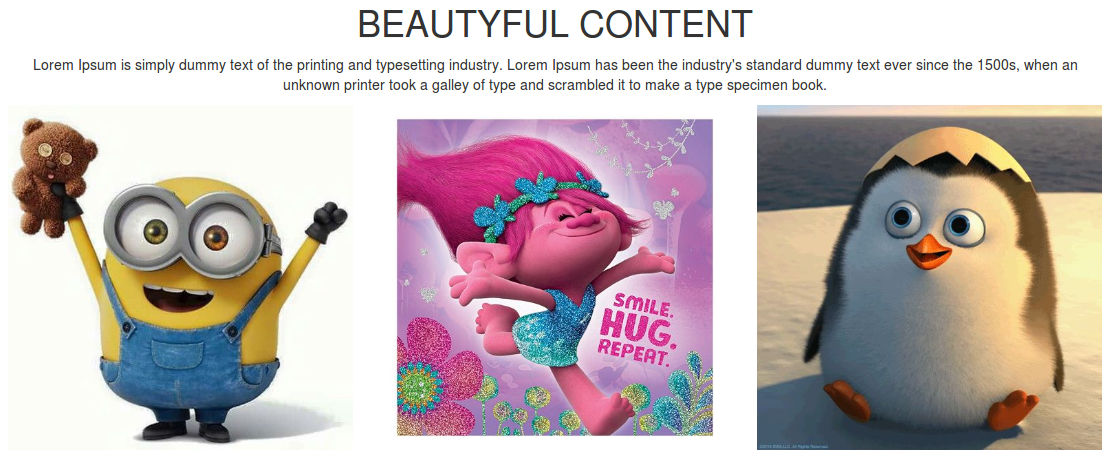 BEAUTYFUL CONTENT
Lorem Ipsum is simply dummy text of the printing and typesetting industry. Lorem Ipsum has been the industry's standard dummy text ever since the 1500s, when an
unknown printer took a galley of type and scrambled it to make a type specimen book.
SMILE.
HUG.
REPEAT.